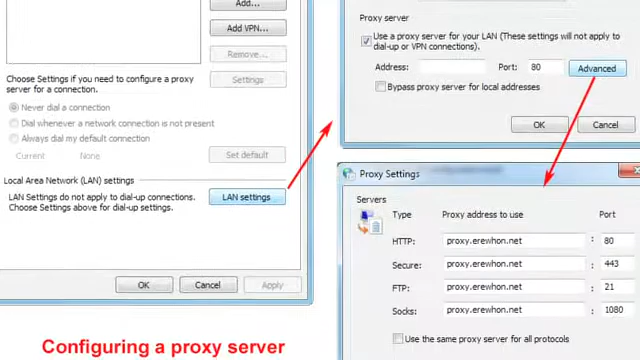 Add...
Add VPN...
Remove...
Choose Settings if you need to configure a proxy
server for a connection.
Settings
Never dial a connection
Dial whenever a network connection is not present
Always dial my default connection
Current None
Set default
Local Area Network (LAN) settings
LAN Settings do not apply to dial-up connections.
Choose Settings above for dial-up settings.
LAN settings
OK Cancel Apply
Configuring a proxy server
Proxy server
Use a proxy server for your LAN (These settings will not apply to
dial-up or VPN connections).
Address: Port: 80 Advanced
Bypass proxy server for local addresses
OK Cancel
Proxy Settings
Servers
Type Proxy address to use Port
HTTP: proxy.erewhon.net : 80
Secure: proxy.erewhon.net : 443
FTP: proxy.erewhon.net : 21
Socks: proxy.erewhon.net : 1080
Use the same proxy server for all protocols